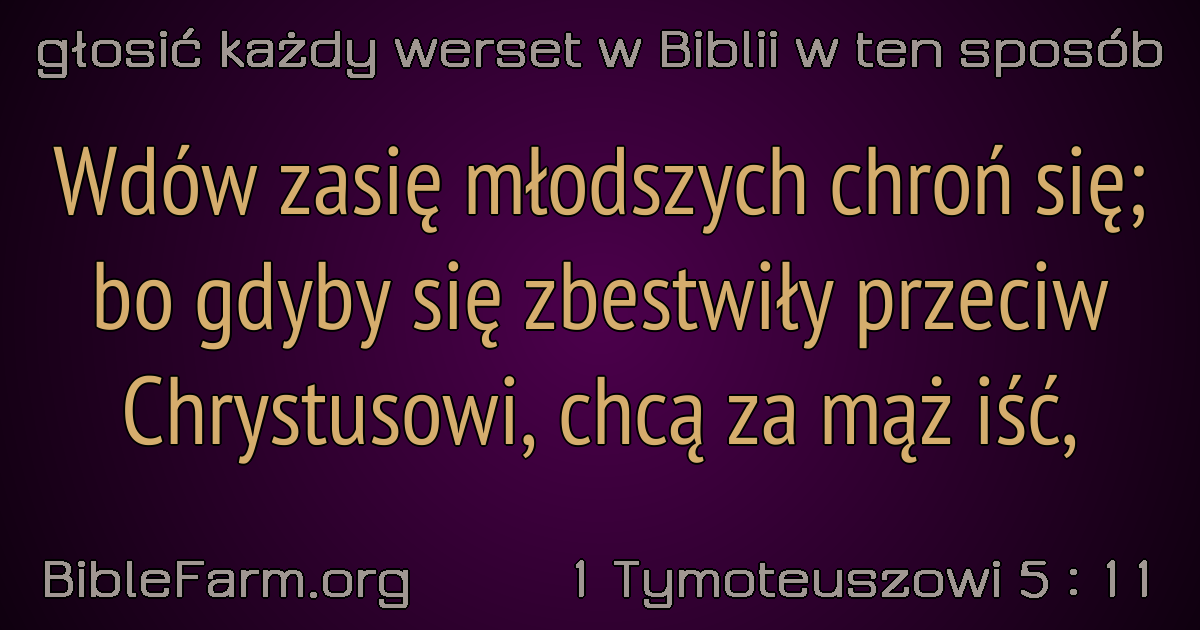 głosić każdy werset w Biblii w ten sposób
Wdów zasię młodszych chroń się;
bo gdyby się zbestwiły przeciw
Chrystusowi, chcą za mąż iść,
BibleFarm.org
1 Tymoteuszowi 5 : 11